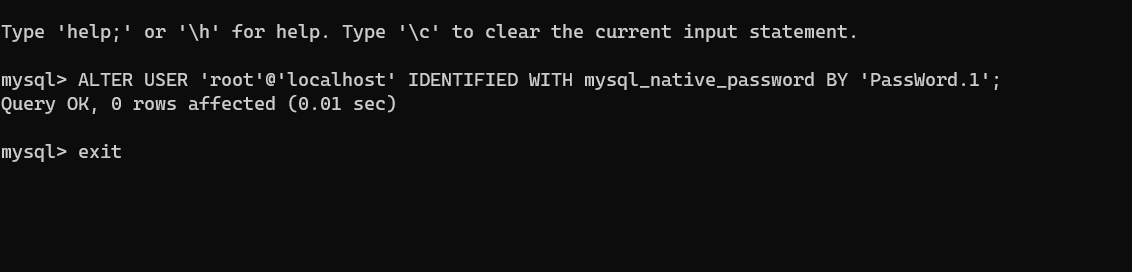 Type 'help;' or '\h' for help. Type '\c' to clear the current input statement.
mysql> ALTER USER 'root'@'localhost' IDENTIFIED WITH mysql_native_password BY 'PassWord.1';
Query OK, 0 rows affected (0.01 sec)
mysql> exit